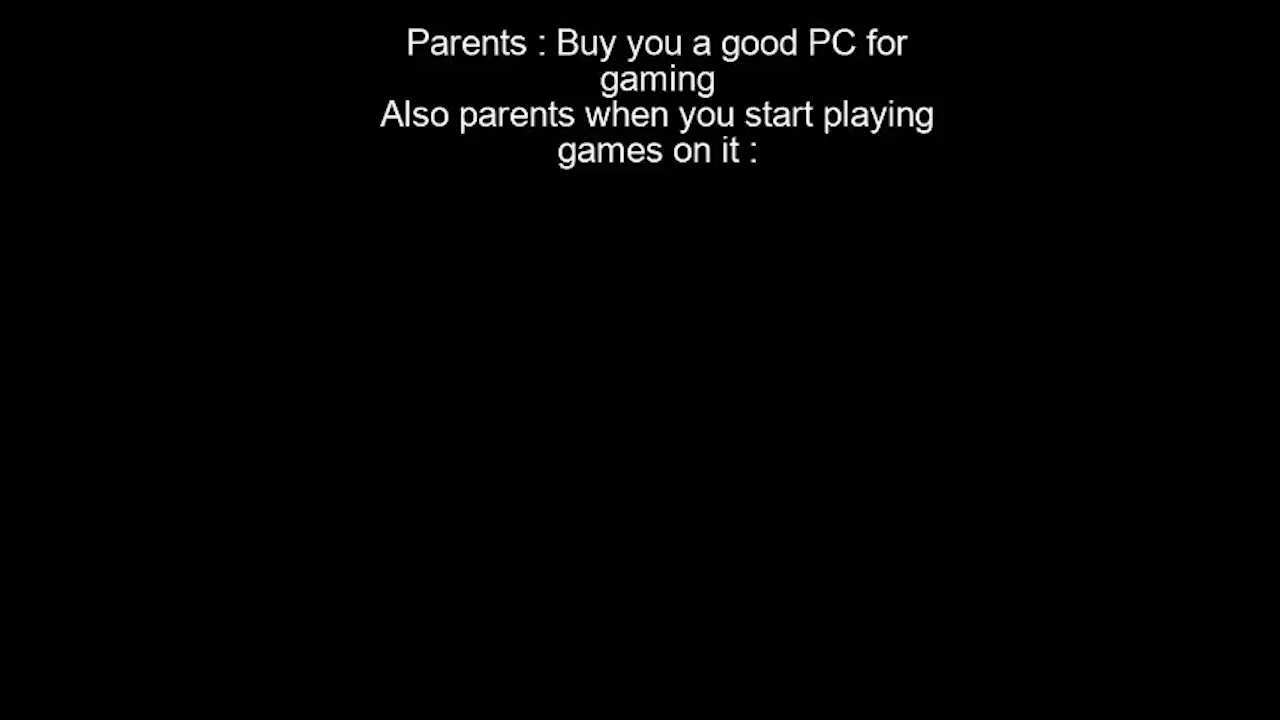 Parents : Buy you a good PC for
gaming
Also parents when you start playing
games on it :